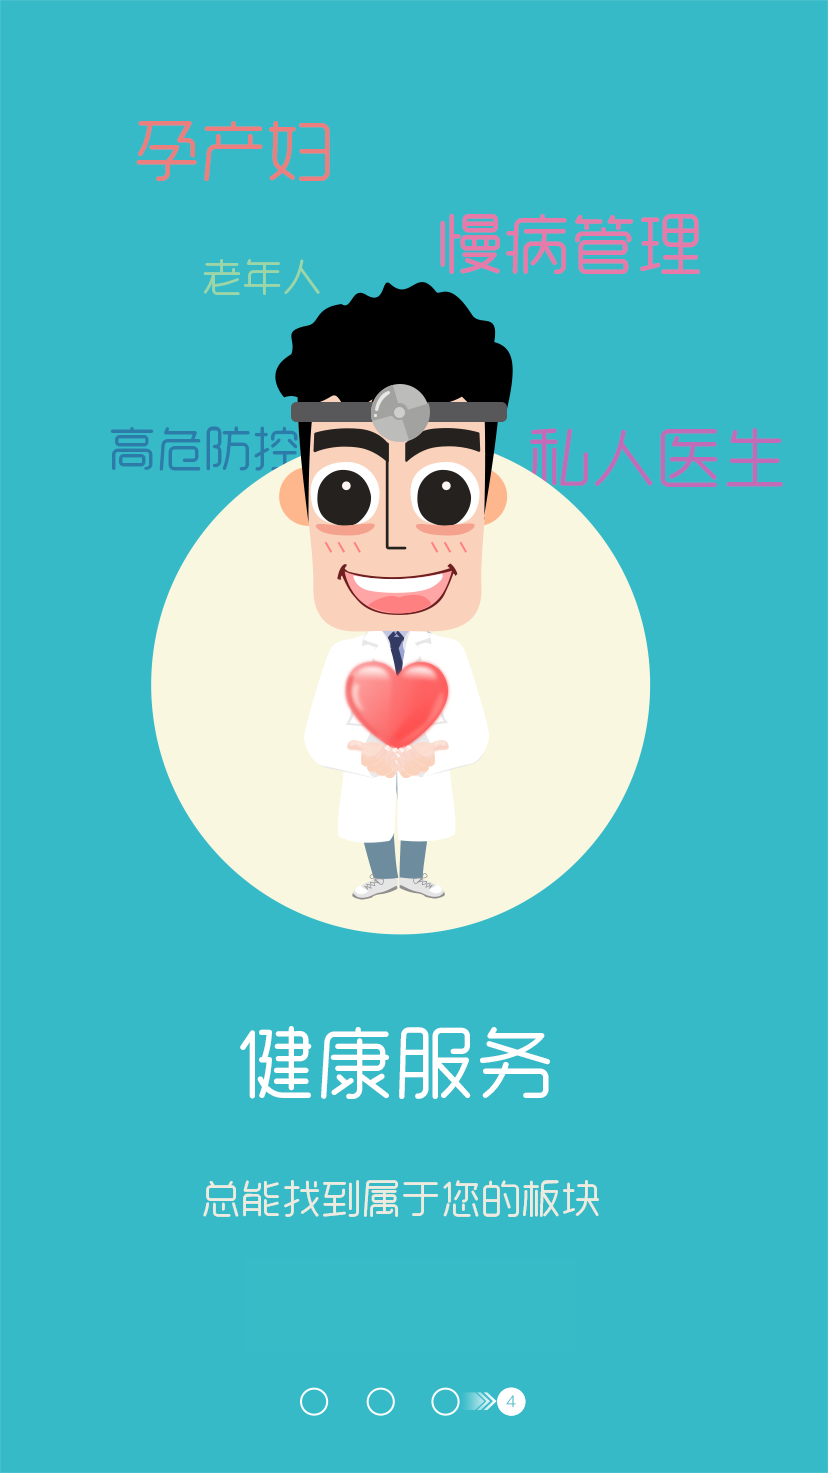 孕产妇
慢病管理
老年人
高危防控
私人医生
健康服务
总能找到属于您的板块
4